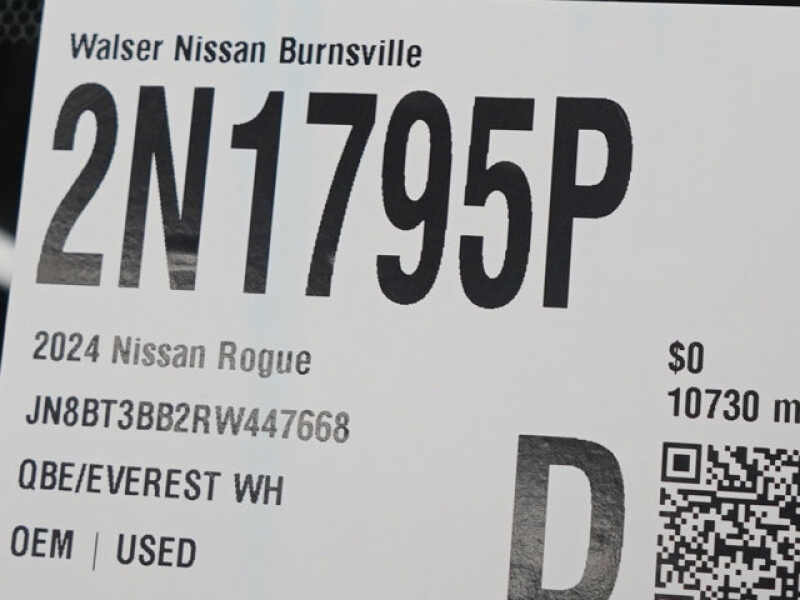 Walser Nissan Burnsville
2N1795P
2024 Nissan Rogue
$0
JN8BT3BB2RW447668
10730 m
QBE/EVEREST WH
D
OEM | USED